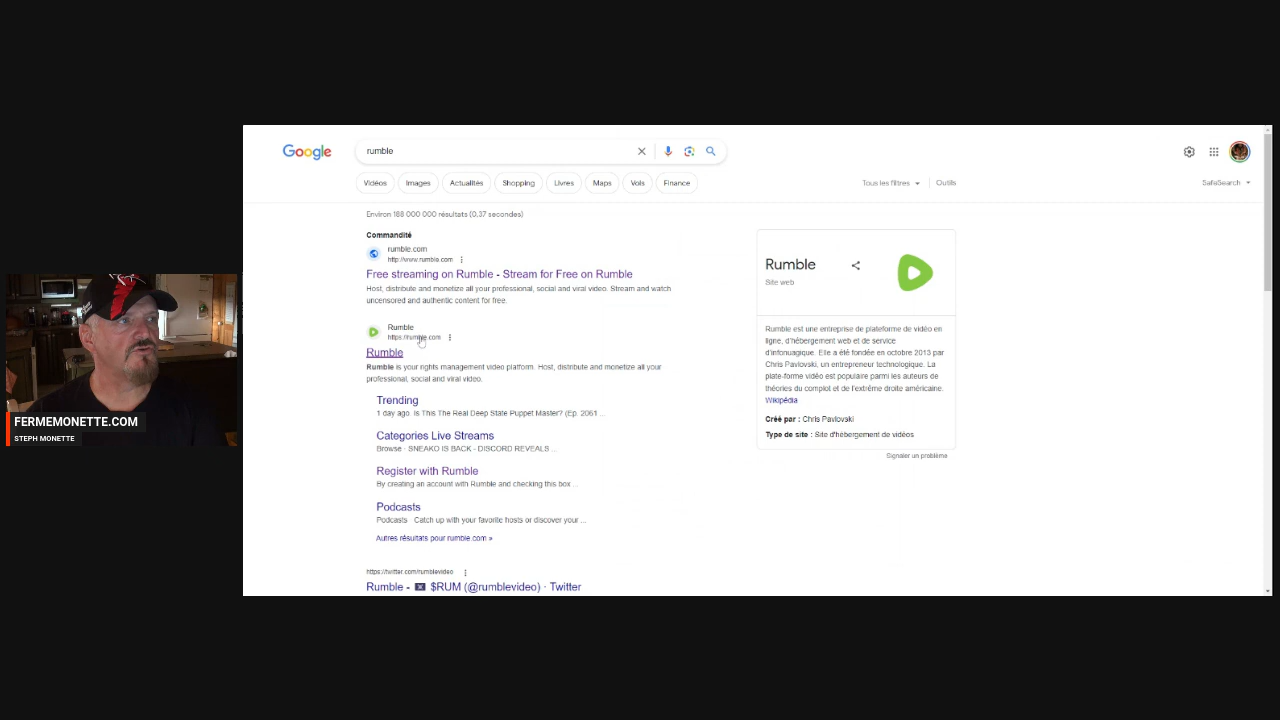 Google
rumble
Vidéos
Images
Actualités
Shopping
Livres
Maps
Vols
Finance
Tous les filtres
Outils
SafeSearch
Environ 168 000 000 résultats (0,37 secondes)
Commandité
rumble.com
http://www.rumble.com
Free streaming on Rumble - Stream for Free on Rumble
Host, distribute and monetize all your professional, social and viral video. Stream and watch
uncensored and authentic content for free.
Rumble
https://rumble.com
Rumble
Rumble is your rights management video platform. Host, distribute and monetize all your
professional, social and viral video.
Trending
1 day ago. Is This The Real Deep State Puppet Master? (Ep. 2061 ...
Categories Live Streams
Browse · SNEAKO IS BACK - DISCORD REVEALS ...
Register with Rumble
By creating an account with Rumble and checking this box ...
Podcasts
Podcasts · Catch up with your favorite hosts or discover your ...
Autres résultats pour rumble.com »
https://twitter.com/rumblevideo
Rumble - $RUM (@rumblevideo) · Twitter
Rumble
Site web
Rumble est une entreprise de plateforme de vidéo en
ligne, d'hébergement web et de service
d'infonuagique. Elle a été fondée en octobre 2013 par
Chris Pavlovski, un entrepreneur technologique. La
plate-forme vidéo est populaire parmi les auteurs de
théories du complot et de l'extrême droite américaine.
Wikipédia
Créé par : Chris Pavlovski
Type de site : Site d'hébergement de vidéos
Signaler un problème
FERMEMONETTE.COM
STEPH MONETTE